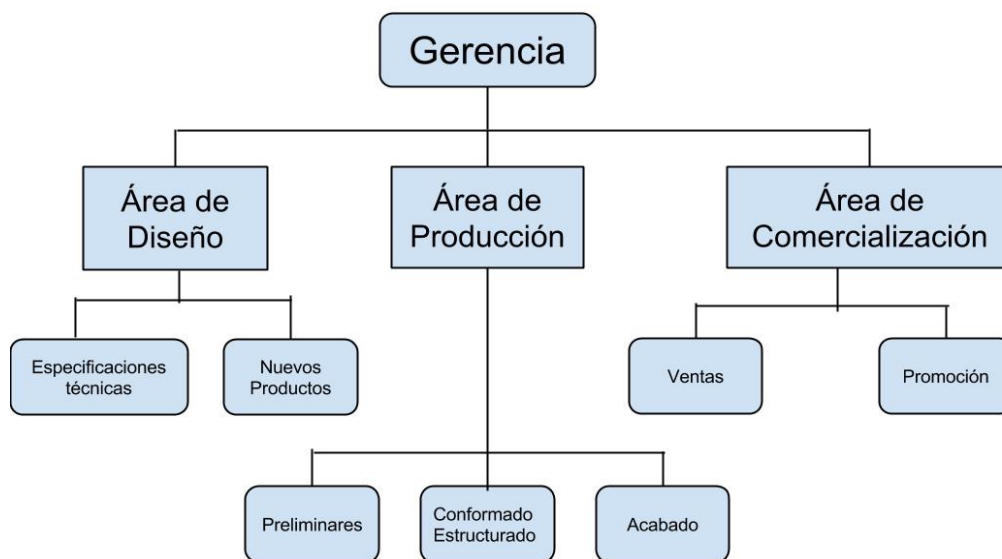 Gerencia
Área de
Diseño
Área de
Producción
Área de
Comercialización
Especificaciones
técnicas
Nuevos
Productos
Ventas
Promoción
Preliminares
Conformado
Estructurado
Acabado